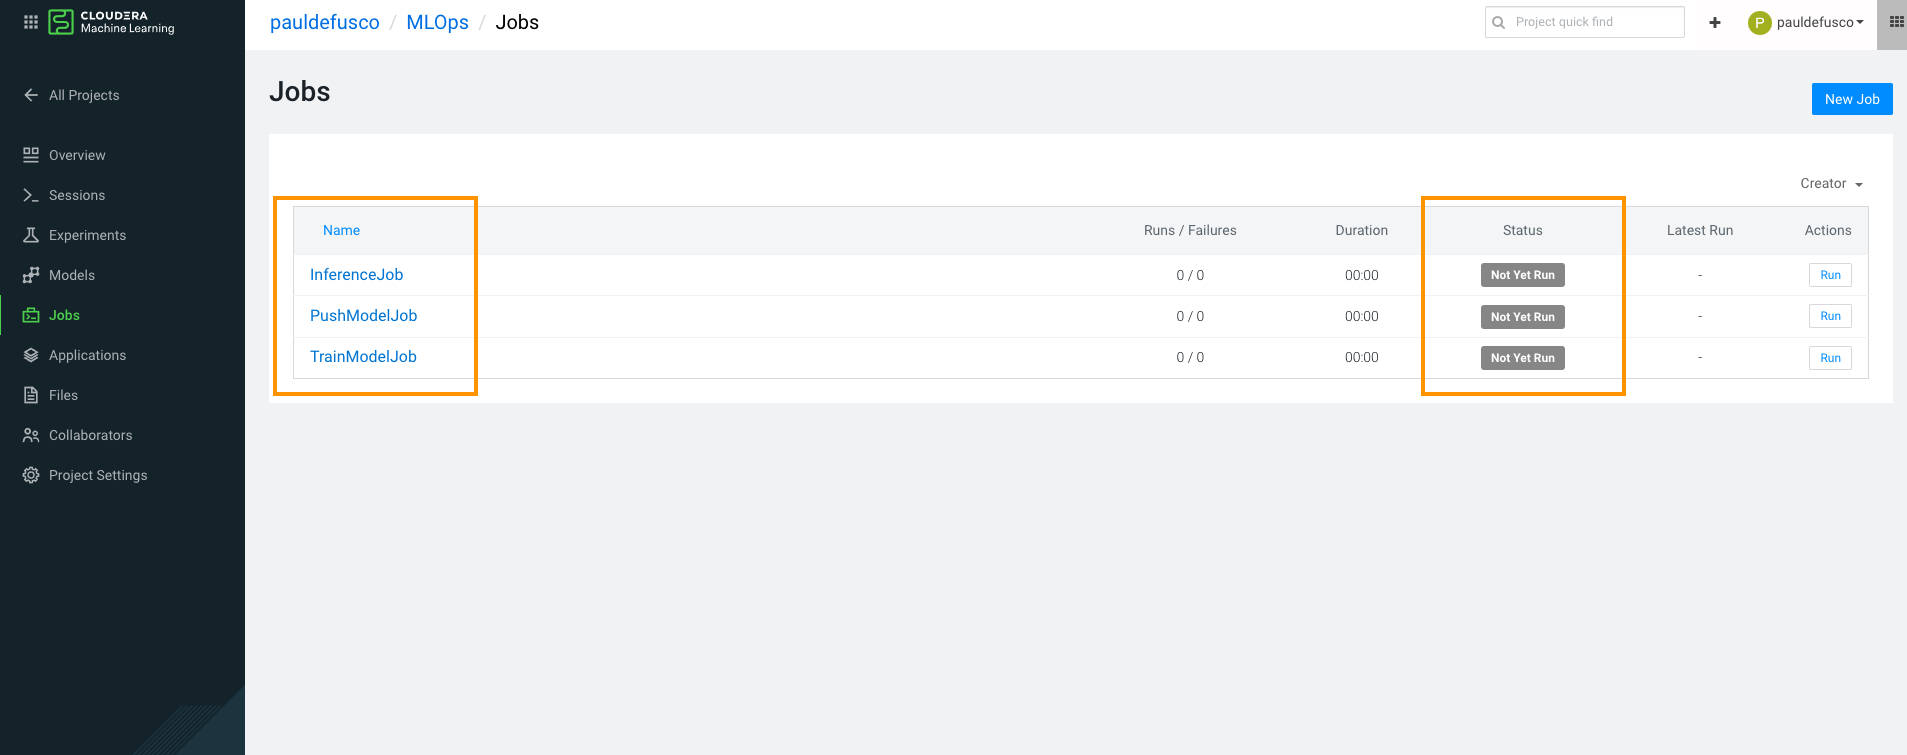 CLOUDERA
Machine Learning
pauldefusco / MLOps / Jobs
Project quick find
P
pauldefusco
All Projects
Overview
Sessions
Experiments
Models
Jobs
Applications
Files
Collaborators
Project Settings
Jobs
New Job
Creator
Name Runs / Failures Duration Status Latest Run Actions
InferenceJob 0 / 0 00:00 Not Yet Run - Run
PushModelJob 0 / 0 00:00 Not Yet Run - Run
TrainModelJob 0 / 0 00:00 Not Yet Run - Run